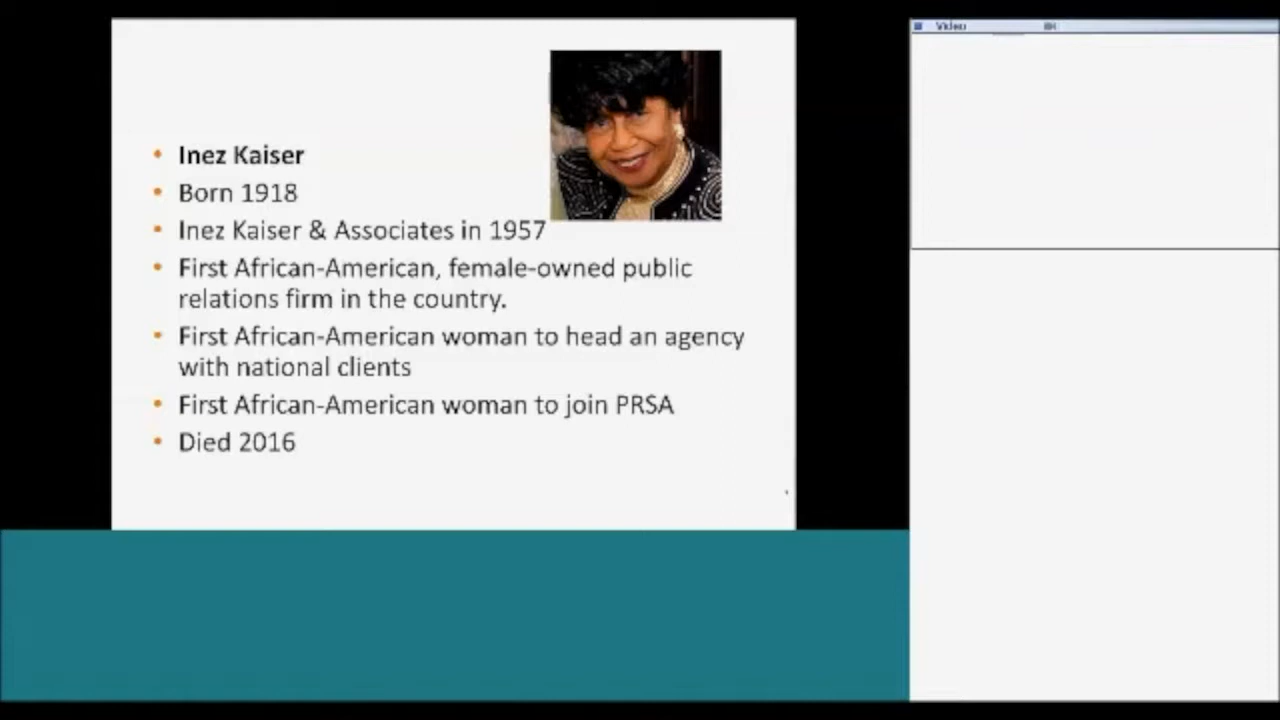 Video
• Inez Kaiser
• Born 1918
• Inez Kaiser & Associates in 1957
• First African-American, female-owned public
relations firm in the country.
• First African-American woman to head an agency
with national clients
• First African-American woman to join PRSA
• Died 2016